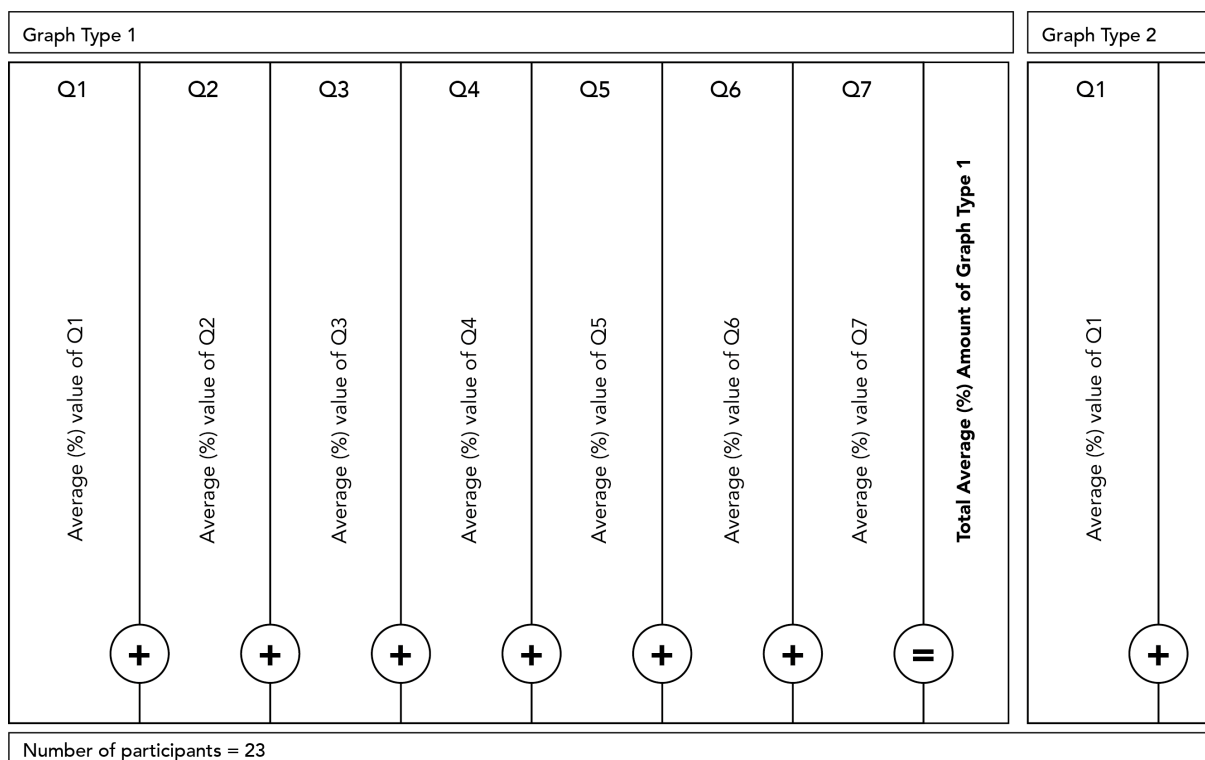 Graph Type 1
Q1
Q2
Q3
Q4
Q5
Q6
Q7
Average (%) value of Q1
Average (%) value of Q2
Average (%) value of Q3
Average (%) value of Q4
Average (%) value of Q5
Average (%) value of Q6
Average (%) value of Q7
Total Average (%) Amount of Graph Type 1
+
+
+
+
+
+
=
Graph Type 2
Q1
Average (%) value of Q1
+
Number of participants = 23